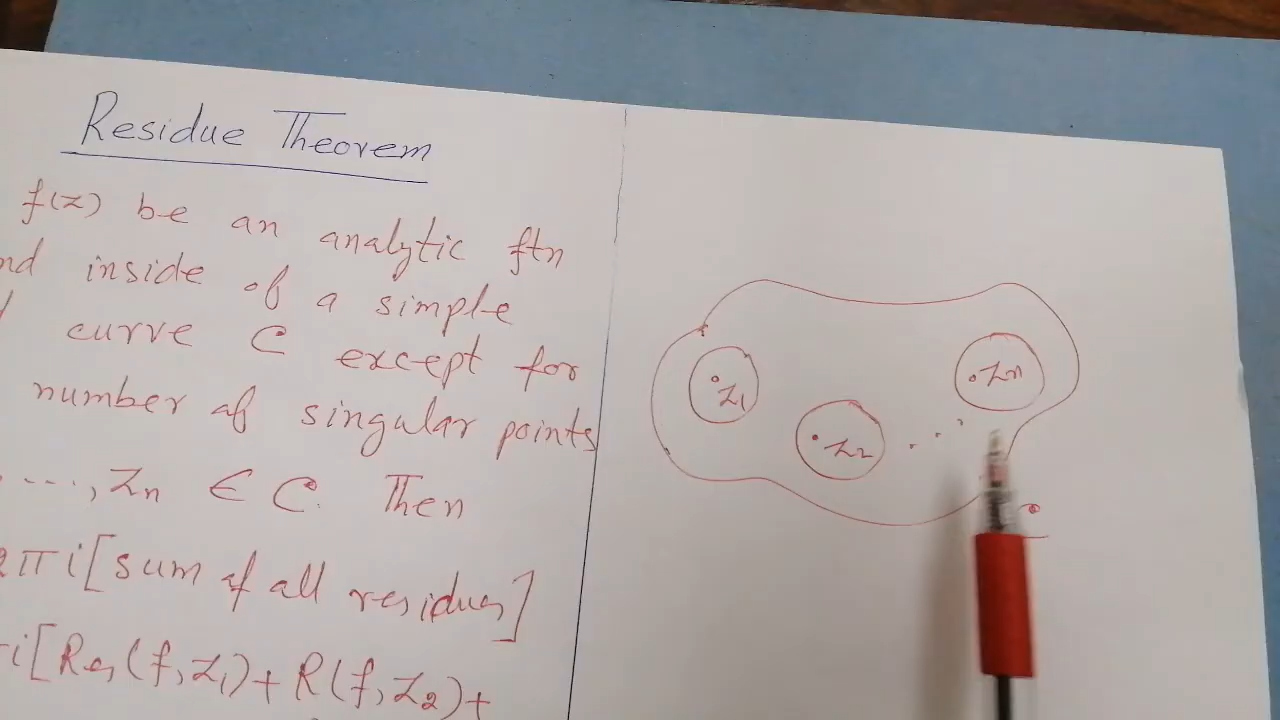 Residue Theorem
f(z) be an analytic ftn
nd inside of a simple
curve C except for
number of singular points
....., Zn ∈ C. Then
2πi[sum of all residues]
i[Res(f,Z1)+ R(f,Z2)+
Z1
Z2
...
Zn